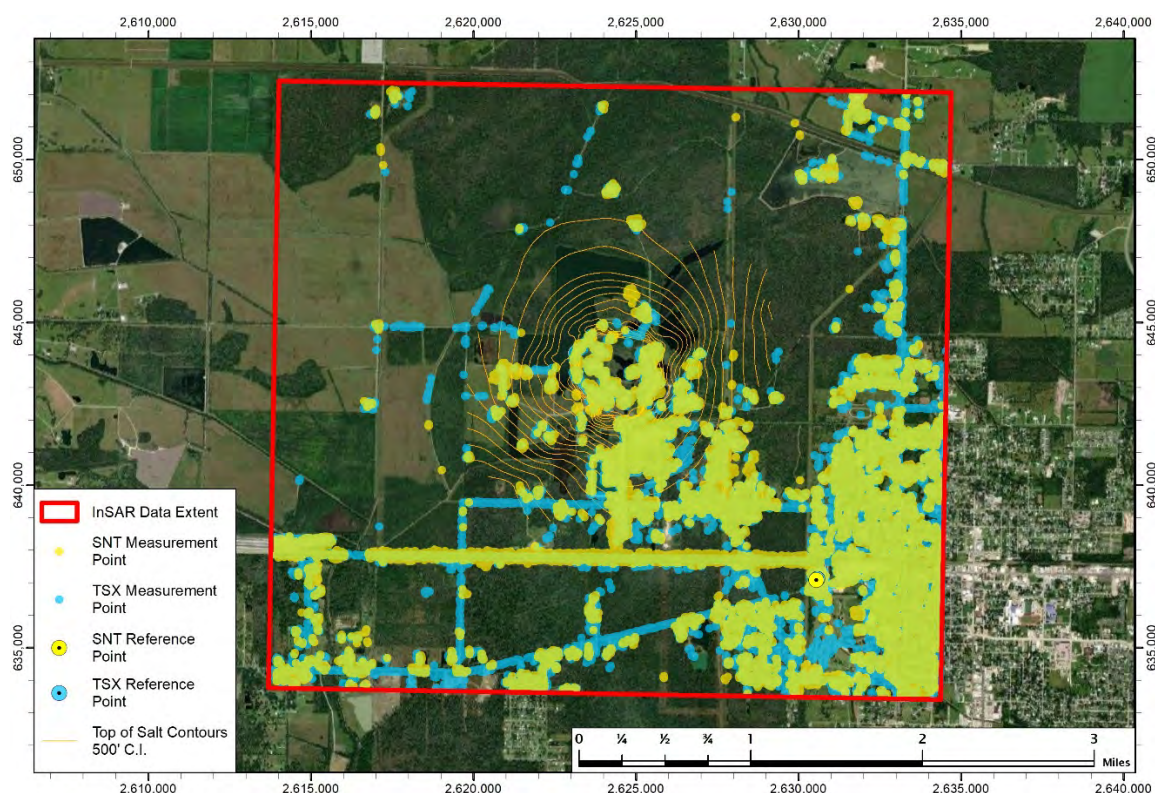 2,610,000 2,615,000 2,620,000 2,625,000 2,630,000 2,635,000 2,640,000
650,000 650,000
645,000 645,000
640,000 640,000
635,000 635,000
InSAR Data Extent
SNT Measurement
Point
TSX Measurement
Point
SNT Reference
Point
TSX Reference
Point
Top of Salt Contours
500' C.I.
0 ¼ ½ ¾ 1 2 3
Miles
2,610,000 2,615,000 2,620,000 2,625,000 2,630,000 2,635,000 2,640,000